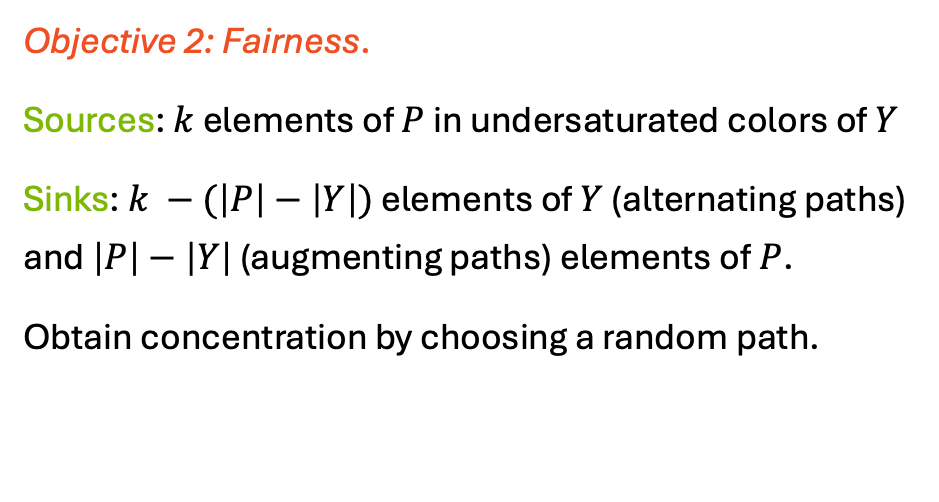 Objective 2: Fairness.
Sources: k elements of P in undersaturated colors of Y
Sinks: k − (|P| − |Y|) elements of Y (alternating paths)
and |P| − |Y| (augmenting paths) elements of P.
Obtain concentration by choosing a random path.